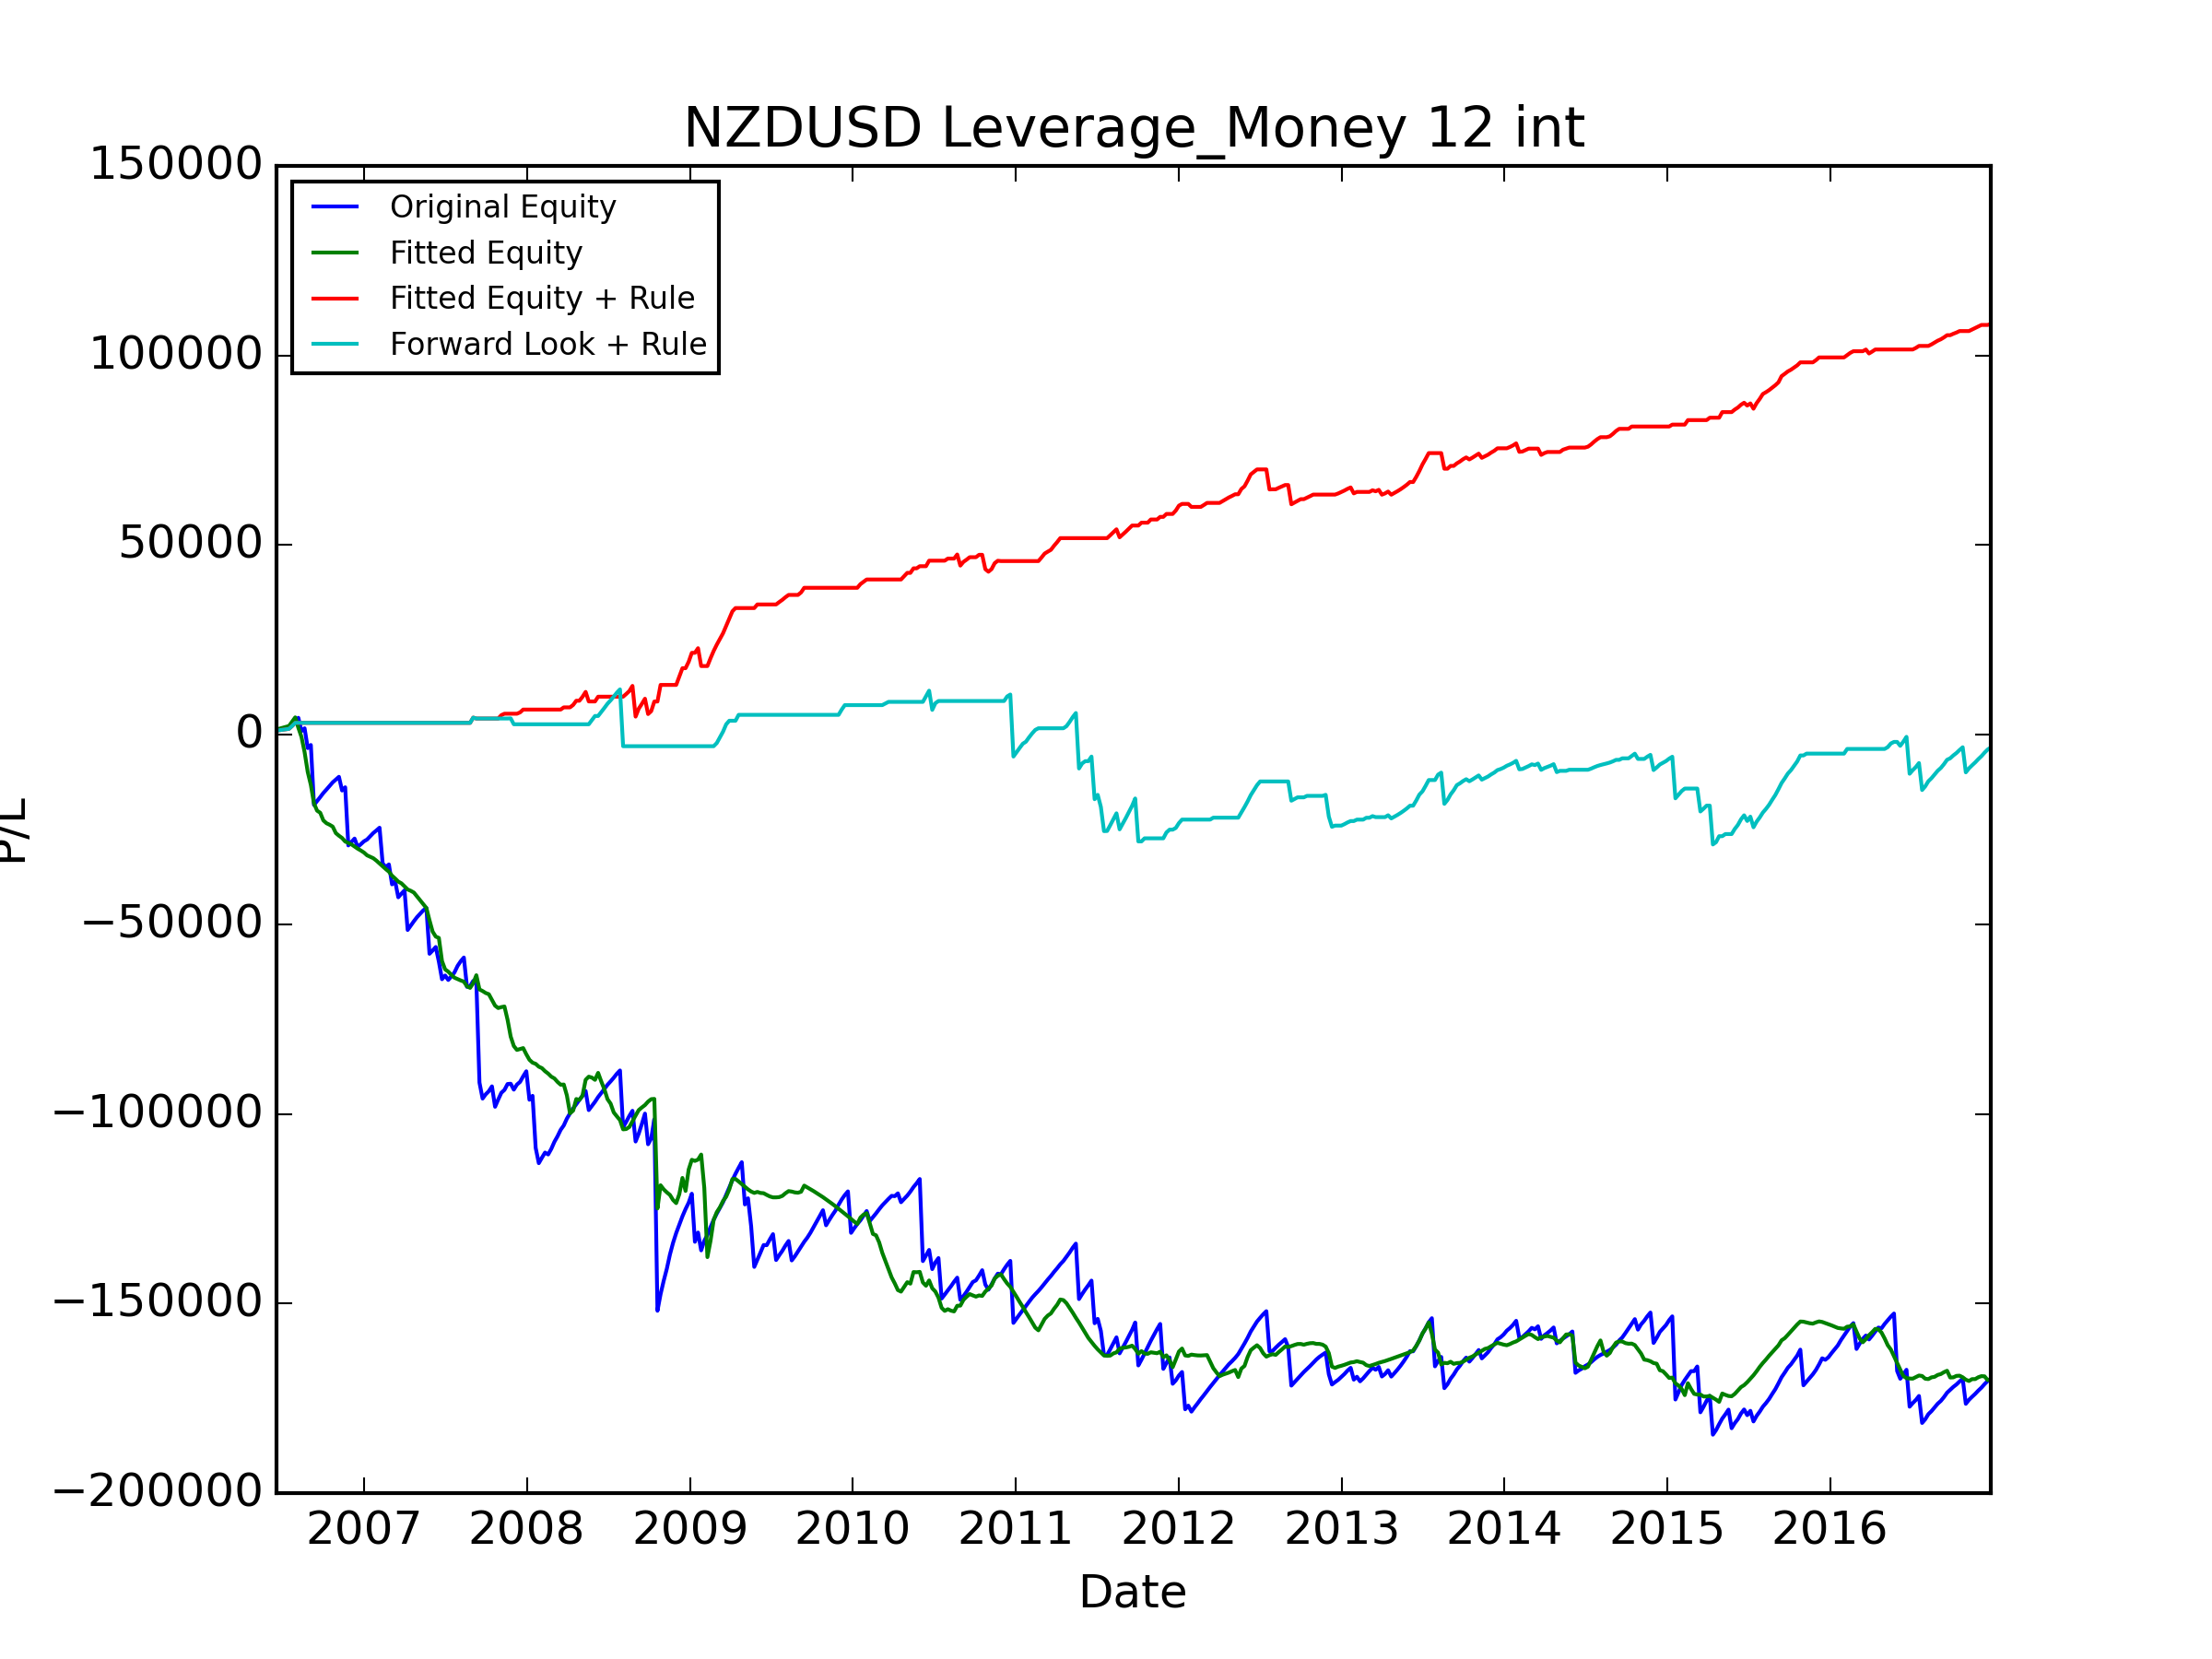 NZDUSD Leverage_Money 12 int
150000
100000
50000
0
−50000
−100000
−150000
−200000
P/L
Original Equity
Fitted Equity
Fitted Equity + Rule
Forward Look + Rule
2007 2008 2009 2010 2011 2012 2013 2014 2015 2016
Date